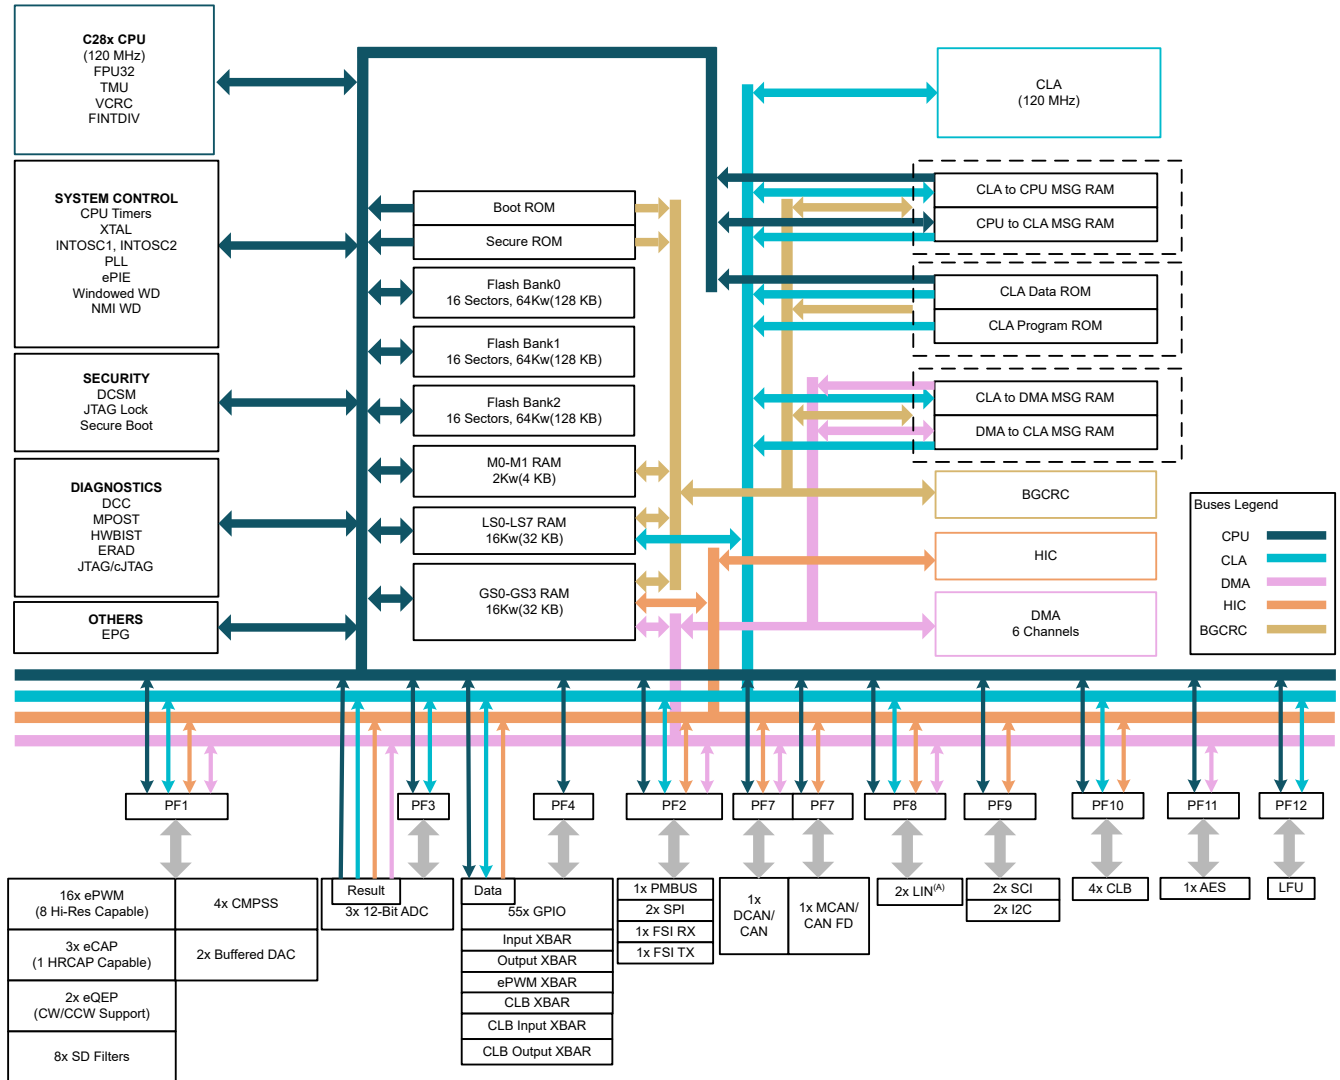 C28x CPU
(120 MHz)
FPU32
TMU
VCRC
FINTDIV
SYSTEM CONTROL
CPU Timers
XTAL
INTOSC1, INTOSC2
PLL
ePIE
Windowed WD
NMI WD
SECURITY
DCSM
JTAG Lock
Secure Boot
DIAGNOSTICS
DCC
MPOST
HWBIST
ERAD
JTAG/cJTAG
OTHERS
EPG
Boot ROM
Secure ROM
Flash Bank0
16 Sectors, 64Kw(128 KB)
Flash Bank1
16 Sectors, 64Kw(128 KB)
Flash Bank2
16 Sectors, 64Kw(128 KB)
M0-M1 RAM
2Kw(4 KB)
LS0-LS7 RAM
16Kw(32 KB)
GS0-GS3 RAM
16Kw(32 KB)
CLA
(120 MHz)
CLA to CPU MSG RAM
CPU to CLA MSG RAM
CLA Data ROM
CLA Program ROM
CLA to DMA MSG RAM
DMA to CLA MSG RAM
BGCRC
HIC
DMA
6 Channels
Buses Legend
CPU
CLA
DMA
HIC
BGCRC
PF1
PF3
PF4
PF2
PF7
PF7
PF8
PF9
PF10
PF11
PF12
16x ePWM
(8 Hi-Res Capable)
4x CMPSS
3x eCAP
(1 HRCAP Capable)
2x Buffered DAC
2x eQEP
(CW/CCW Support)
8x SD Filters
Result
3x 12-Bit ADC
Data
55x GPIO
Input XBAR
Output XBAR
ePWM XBAR
CLB XBAR
CLB Input XBAR
CLB Output XBAR
1x PMBUS
2x SPI
1x FSI RX
1x FSI TX
1x
DCAN/
CAN
1x MCAN/
CAN FD
2x LIN(A)
2x SCI
2x I2C
4x CLB
1x AES
LFU